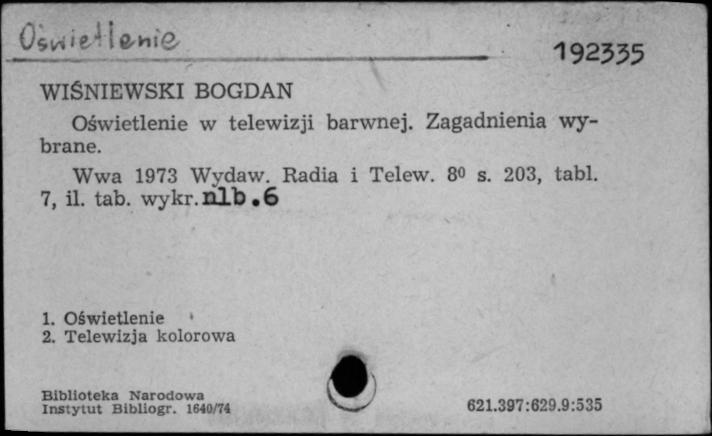 Oświetlenie
192335
WIŚNIEWSKI BOGDAN
Oświetlenie w telewizji barwnej. Zagadnienia wy-
brane.
Wwa 1973 Wydaw. Radia i Telew. 8⁰ s. 203, tabl.
7, il. tab. wykr. nlb.6
1. Oświetlenie
2. Telewizja kolorowa
Biblioteka Narodowa
Instytut Bibliogr. 1640/74
621.397:629.9:535